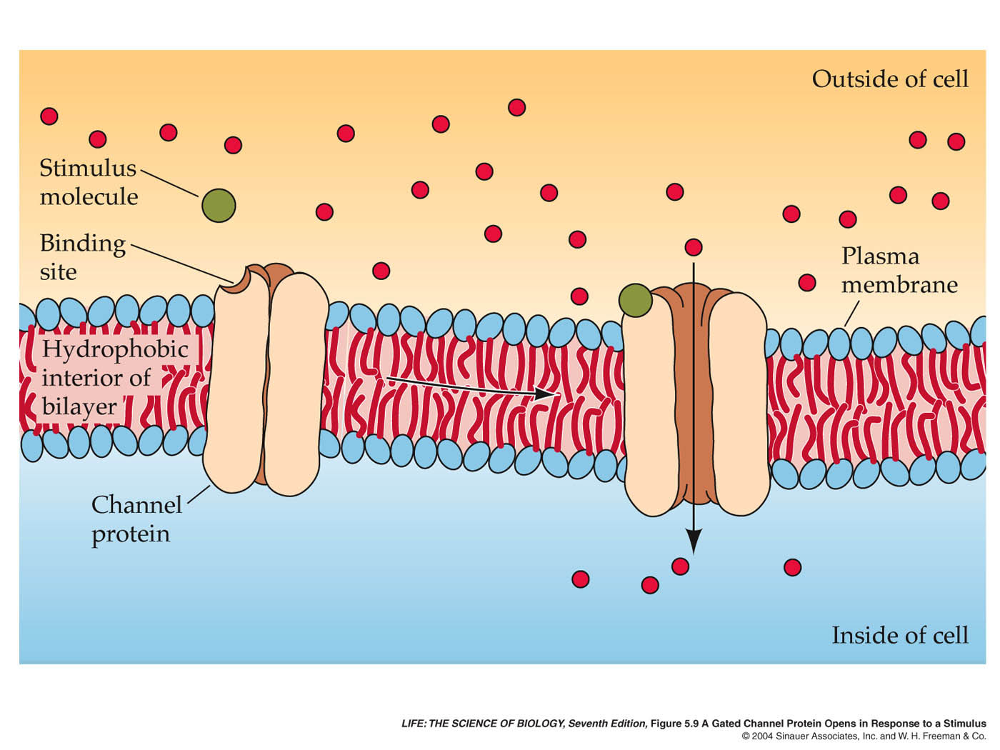 Outside of cell
Stimulus
molecule
Binding
site
Plasma
membrane
Hydrophobic
interior of
bilayer
Channel
protein
Inside of cell
LIFE: THE SCIENCE OF BIOLOGY, Seventh Edition, Figure 5.9 A Gated Channel Protein Opens in Response to a Stimulus
© 2004 Sinauer Associates, Inc. and W. H. Freeman & Co.